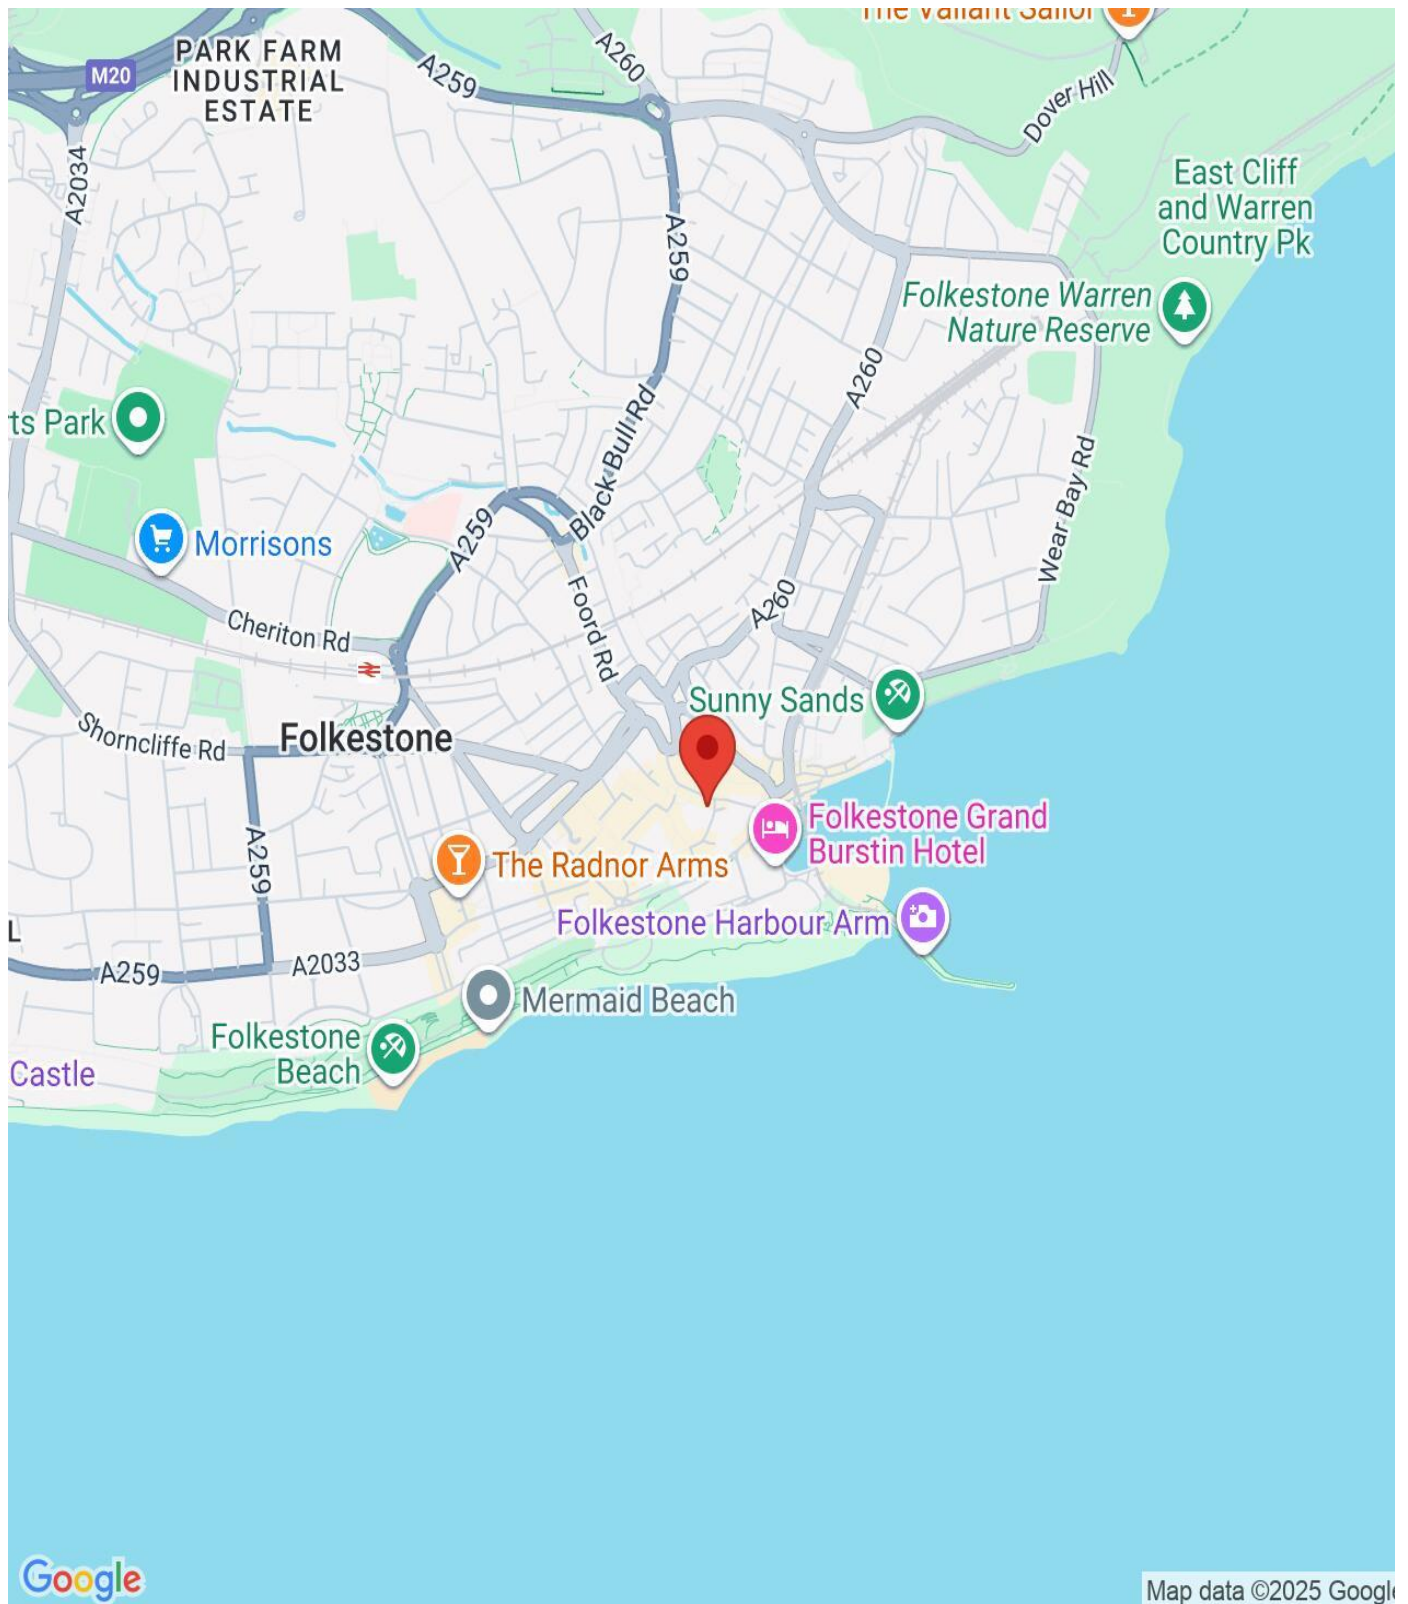 The Valiant Sailor
PARK FARM
INDUSTRIAL
ESTATE
M20
A259
A260
Dover Hill
A2034
East Cliff
and Warren
Country Pk
A259
Folkestone Warren
Nature Reserve
A260
ts Park
Black Bull Rd
Wear Bay Rd
Morrisons
A259
Foord Rd
A260
Cheriton Rd
Sunny Sands
Shorncliffe Rd
Folkestone
Folkestone Grand
Burstin Hotel
A259
The Radnor Arms
Folkestone Harbour Arm
L
A259
A2033
Mermaid Beach
Folkestone
Beach
Castle
Google
Map data ©2025 Google